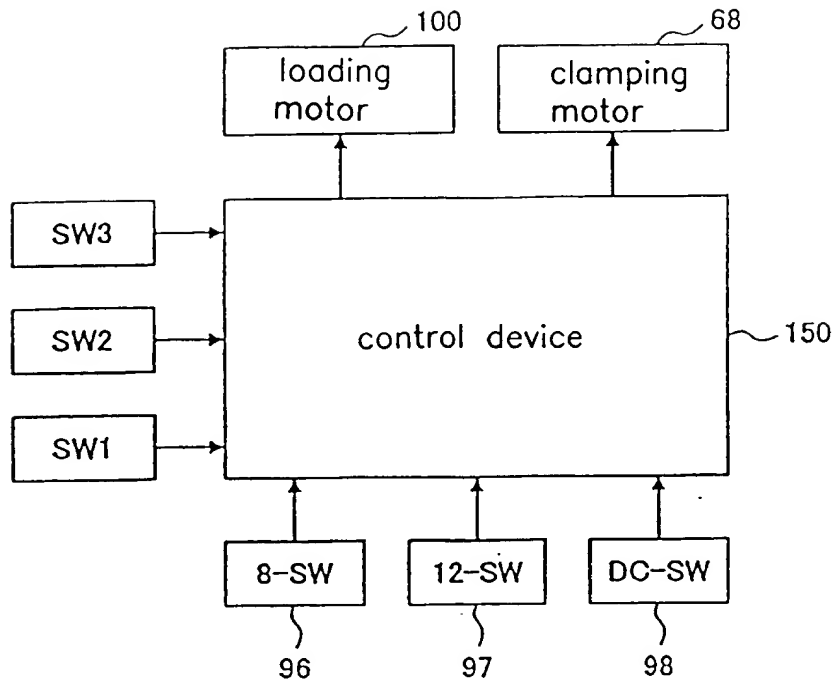 100
68
loading
motor
clamping
motor
SW3
SW2
control device
150
SW1
8-SW
12-SW
DC-SW
96
97
98